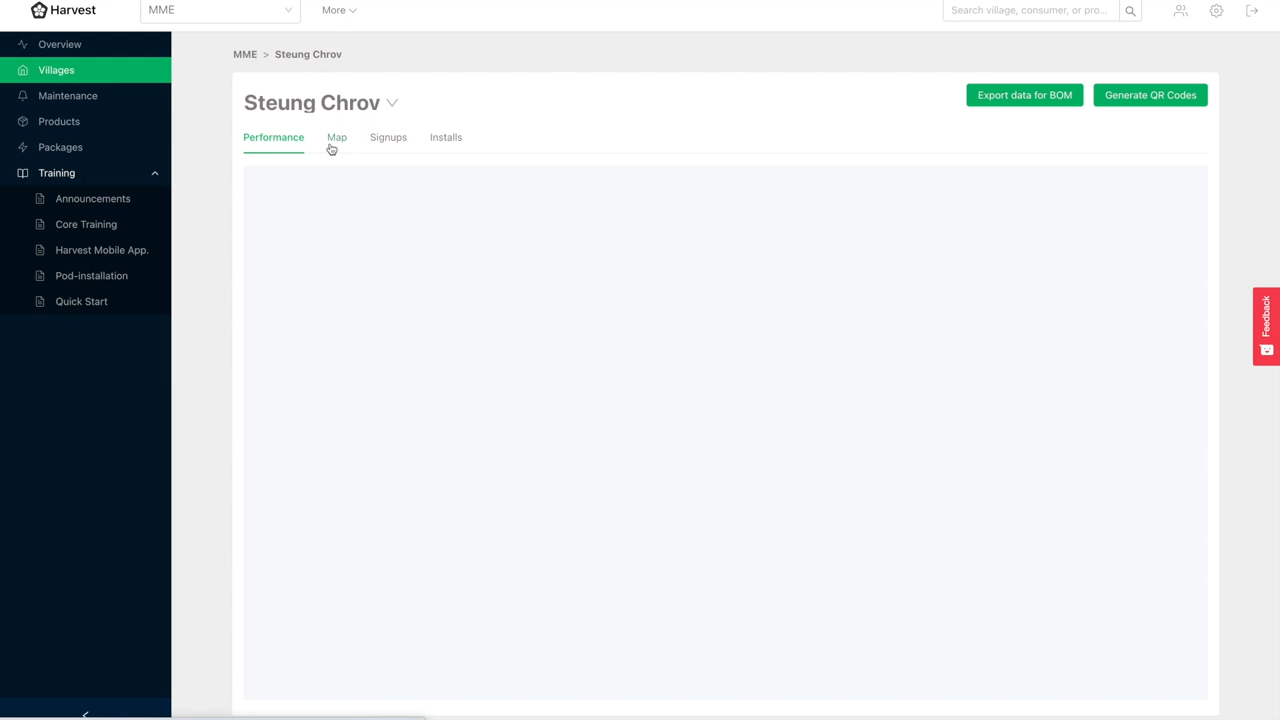 Harvest
MME
More
Search village, consumer, or pro...
Overview
Villages
Maintenance
Products
Packages
Training
Announcements
Core Training
Harvest Mobile App.
Pod-installation
Quick Start
MME > Steung Chrov
Steung Chrov
Export data for BOM
Generate QR Codes
Performance
Map
Signups
Installs
Feedback